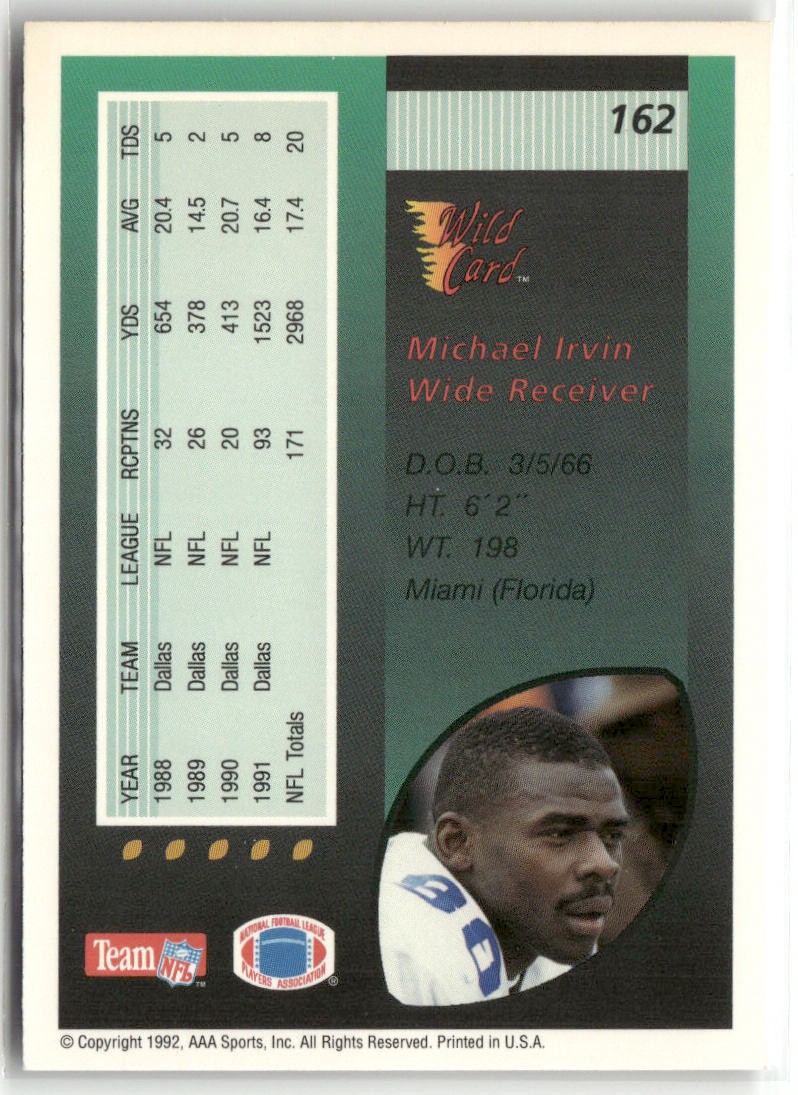 162
Wild
Card™
Michael Irvin
Wide Receiver
D.O.B. 3/5/66
HT. 6´2˝
WT. 198
Miami (Florida)
YEAR TEAM LEAGUE RCPTNS YDS AVG TDS
1988 Dallas NFL 32 654 20.4 5
1989 Dallas NFL 26 378 14.5 2
1990 Dallas NFL 20 413 20.7 5
1991 Dallas NFL 93 1523 16.4 8
NFL Totals 171 2968 17.4 20
Team NFL™
NATIONAL FOOTBALL LEAGUE
PLAYERS ASSOCIATION®
© Copyright 1992, AAA Sports, Inc. All Rights Reserved. Printed in U.S.A.